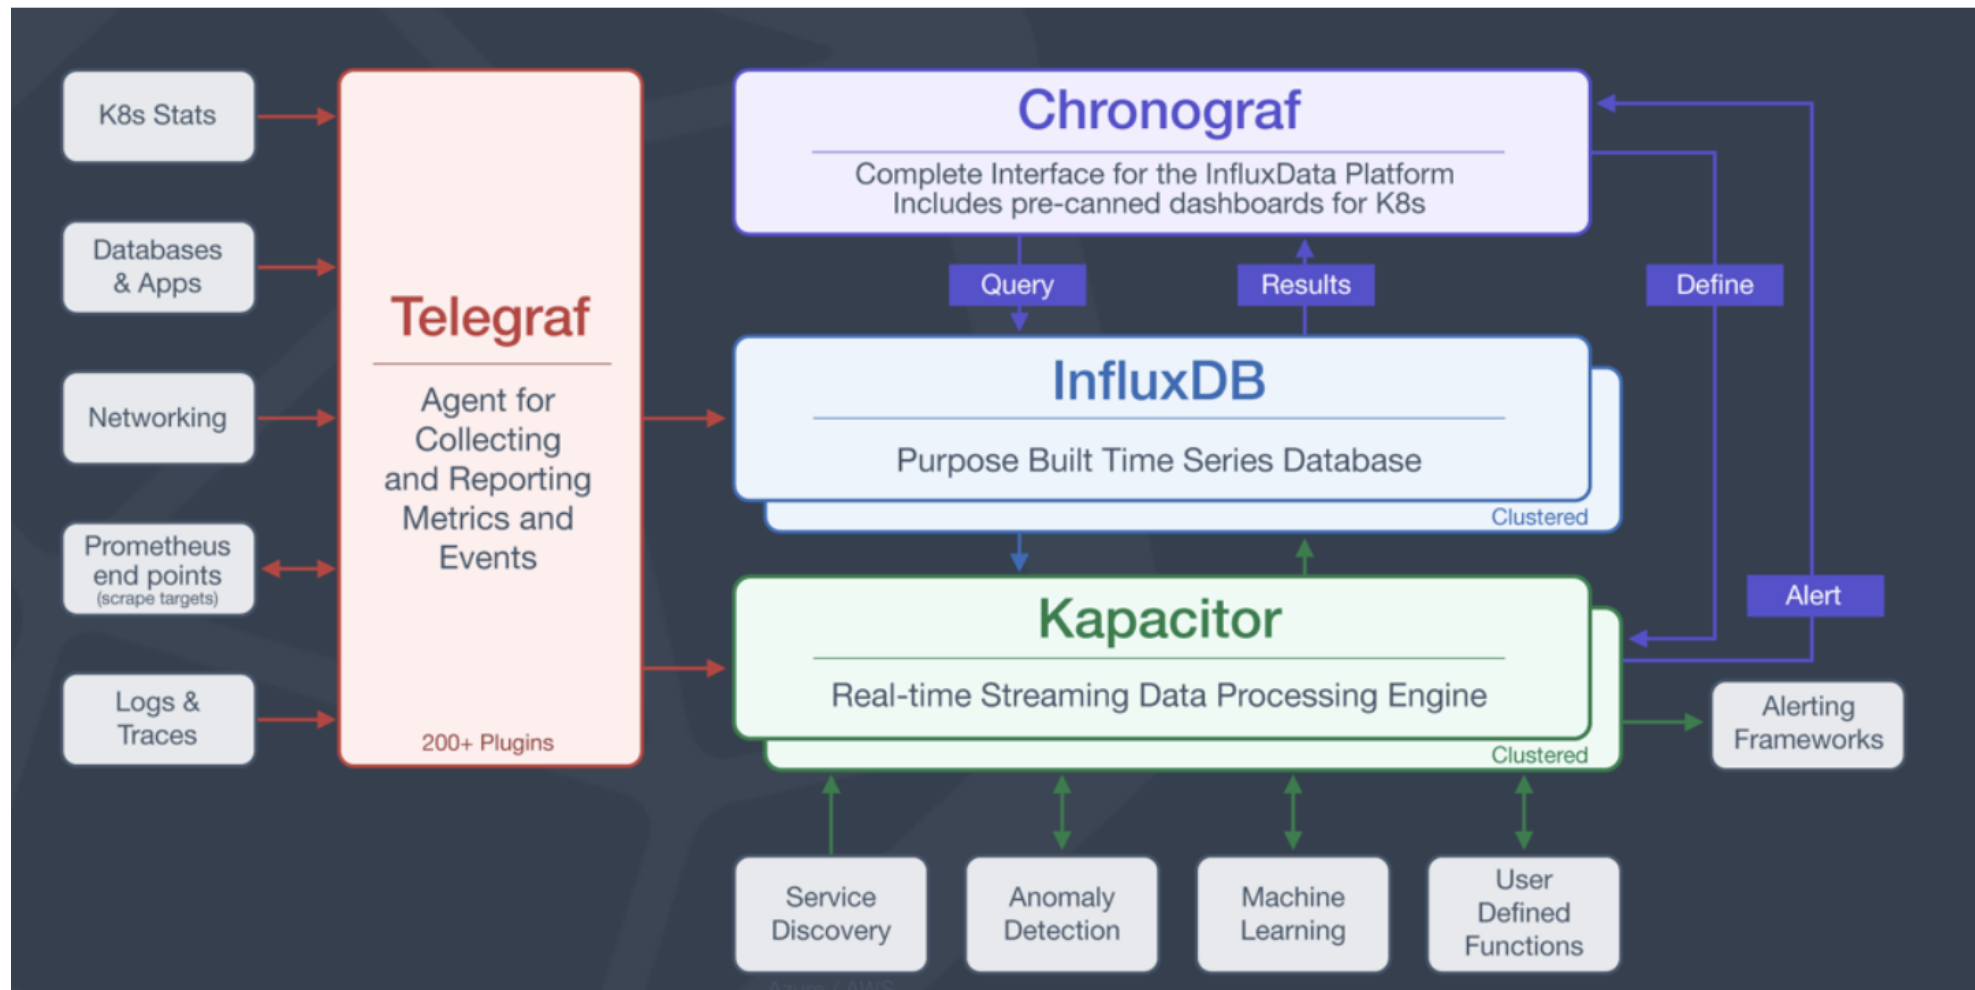 K8s Stats
Databases
& Apps
Networking
Prometheus
end points
(scrape targets)
Logs &
Traces
Telegraf
Agent for
Collecting
and Reporting
Metrics and
Events
200+ Plugins
Chronograf
Complete Interface for the InfluxData Platform
Includes pre-canned dashboards for K8s
Query
Results
Define
InfluxDB
Purpose Built Time Series Database
Clustered
Kapacitor
Real-time Streaming Data Processing Engine
Clustered
Alert
Alerting
Frameworks
Service
Discovery
Anomaly
Detection
Machine
Learning
User
Defined
Functions